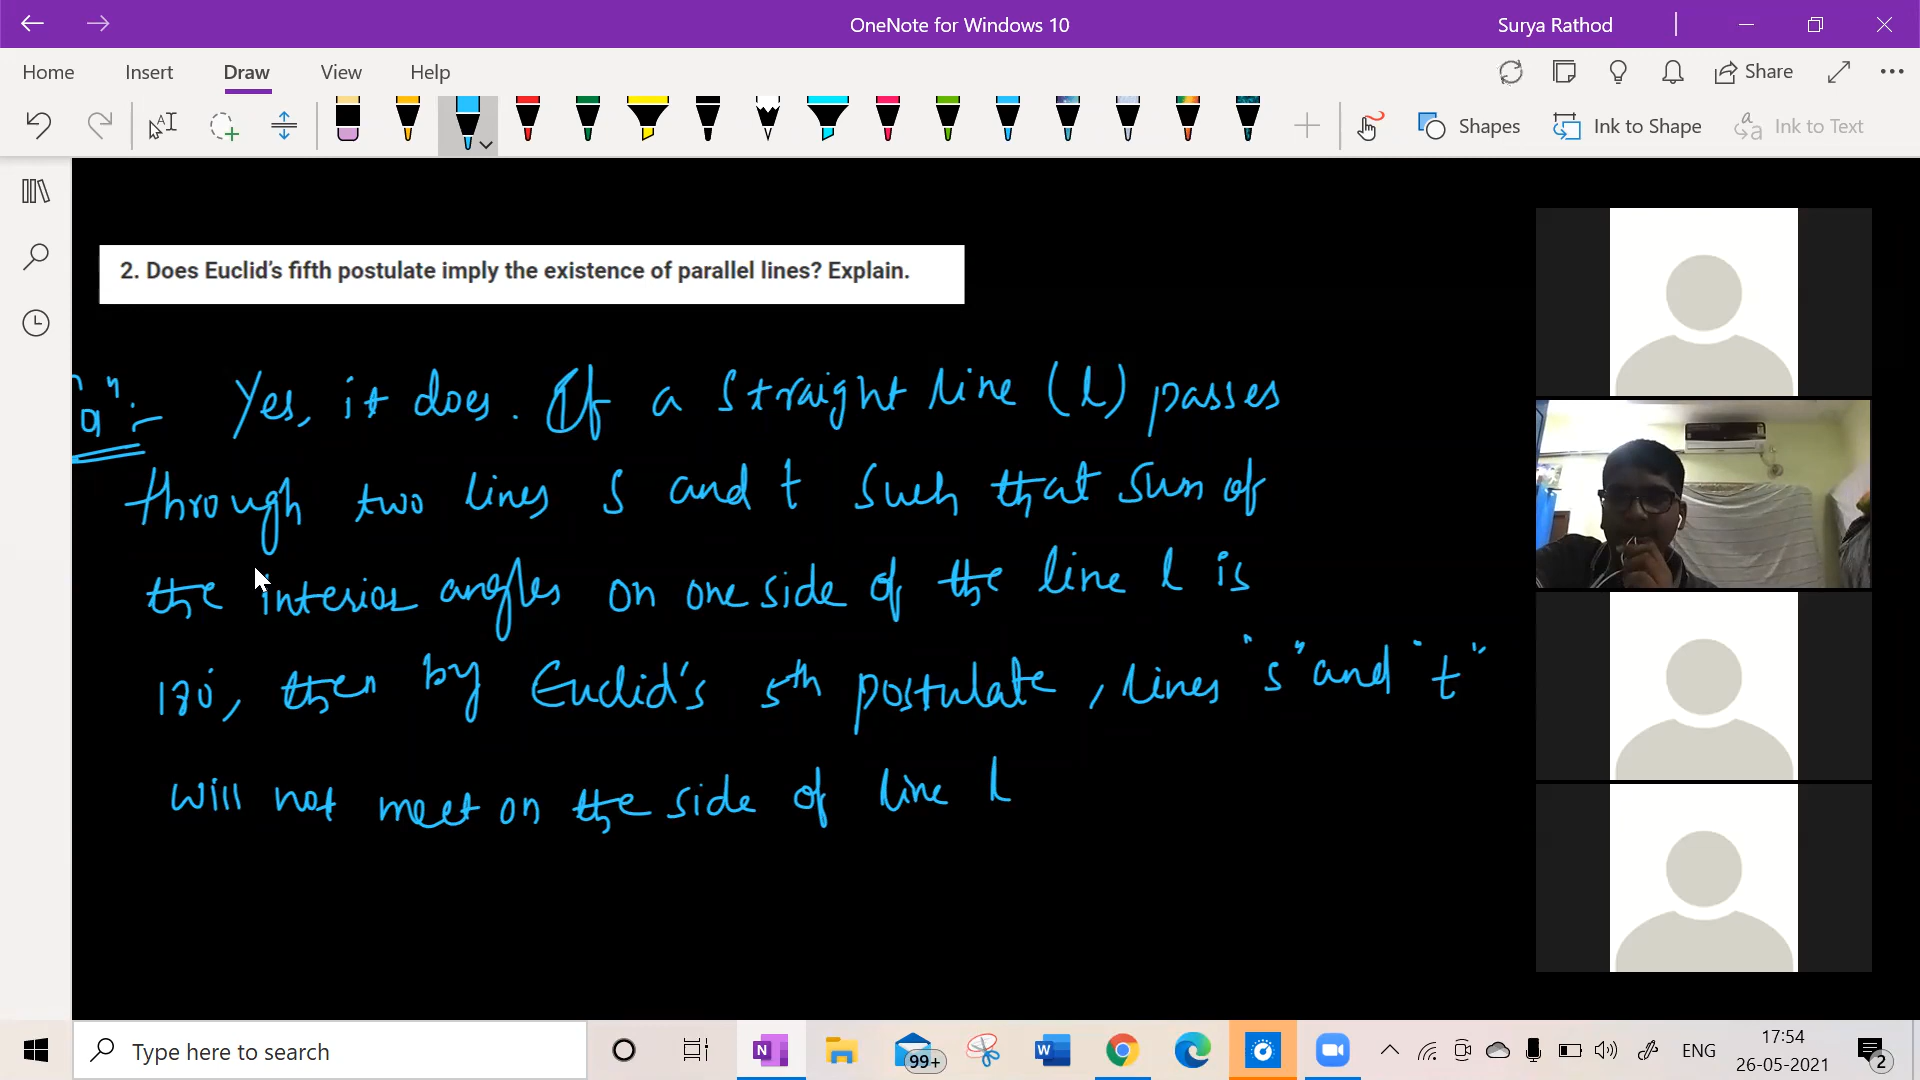 OneNote for Windows 10
Surya Rathod
Home Insert Draw View Help
Share
Shapes Ink to Shape Ink to Text
2. Does Euclid's fifth postulate imply the existence of parallel lines? Explain.
Yes, it does. If a straight line (l) passes
through two lines s and t such that sum of
the interior angles on one side of the line l is
180°, then by Euclid's 5th postulate, lines "s" and "t"
will not meet on the side of line l
Type here to search
99+
ENG
17:54
26-05-2021
2